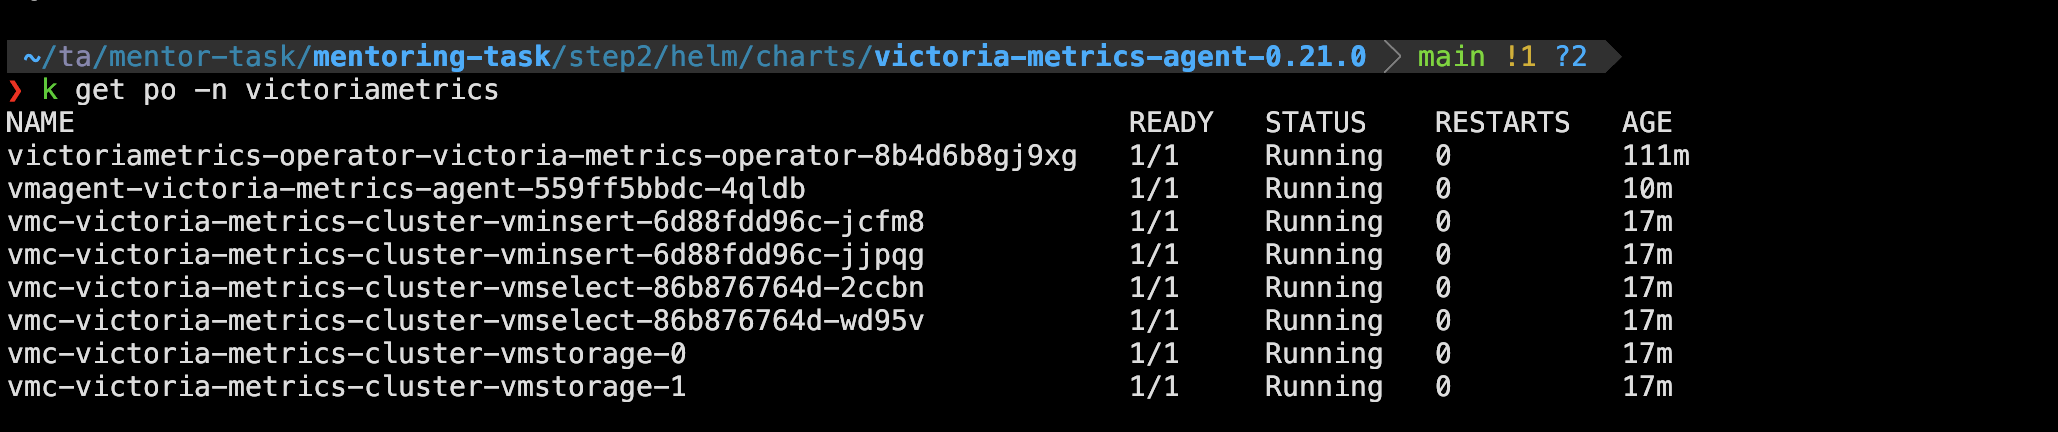 ~/ta/mentor-task/mentoring-task/step2/helm/charts/victoria-metrics-agent-0.21.0 main !1 ?2
❯ k get po -n victoriametrics
NAME READY STATUS RESTARTS AGE
victoriametrics-operator-victoria-metrics-operator-8b4d6b8gj9xg 1/1 Running 0 111m
vmagent-victoria-metrics-agent-559ff5bbdc-4qldb 1/1 Running 0 10m
vmc-victoria-metrics-cluster-vminsert-6d88fdd96c-jcfm8 1/1 Running 0 17m
vmc-victoria-metrics-cluster-vminsert-6d88fdd96c-jjpqg 1/1 Running 0 17m
vmc-victoria-metrics-cluster-vmselect-86b876764d-2ccbn 1/1 Running 0 17m
vmc-victoria-metrics-cluster-vmselect-86b876764d-wd95v 1/1 Running 0 17m
vmc-victoria-metrics-cluster-vmstorage-0 1/1 Running 0 17m
vmc-victoria-metrics-cluster-vmstorage-1 1/1 Running 0 17m